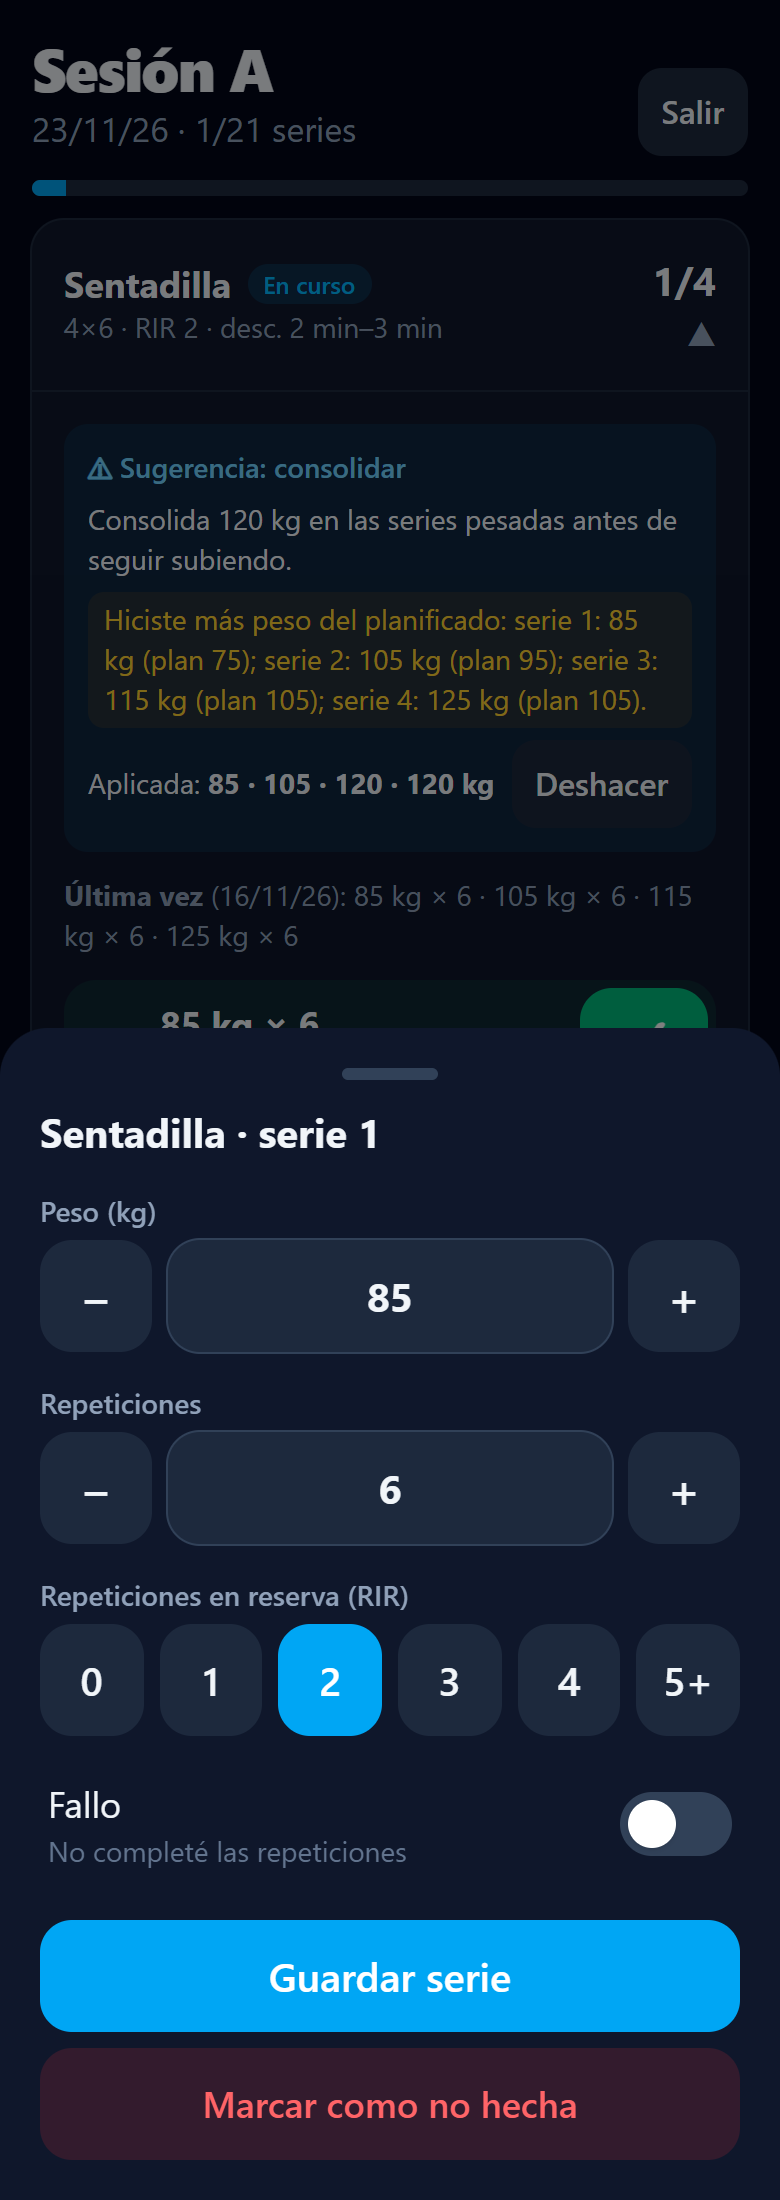 Sesión A
23/11/26 · 1/21 series
Salir
Sentadilla
En curso
1/4
4×6 · RIR 2 · desc. 2 min–3 min
▲
⚠ Sugerencia: consolidar
Consolida 120 kg en las series pesadas antes de
seguir subiendo.
Hiciste más peso del planificado: serie 1: 85
kg (plan 75); serie 2: 105 kg (plan 95); serie 3:
115 kg (plan 105); serie 4: 125 kg (plan 105).
Aplicada: 85 · 105 · 120 · 120 kg
Deshacer
Última vez (16/11/26): 85 kg × 6 · 105 kg × 6 · 115
kg × 6 · 125 kg × 6
85 kg × 6
Sentadilla · serie 1
Peso (kg)
– 85 +
Repeticiones
– 6 +
Repeticiones en reserva (RIR)
0 1 2 3 4 5+
Fallo
No completé las repeticiones
Guardar serie
Marcar como no hecha